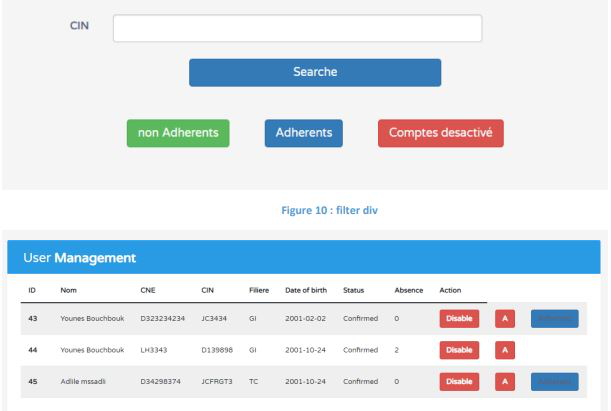 CIN
Searche
non Adherents Adherents Comptes desactivé
Figure 10 : filter div
User Management
ID Nom CNE CIN Filiere Date of birth Status Absence Action
43 Younes Bouchbouk D323234234 JC3434 GI 2001-02-02 Confirmed 0 Disable A Adherent
44 Younes Bouchbouk LH3343 D139898 GI 2001-10-24 Confirmed 2 Disable A
45 Adlile mssadli D34298374 JCFRGT3 TC 2001-10-24 Confirmed 0 Disable A Adherent